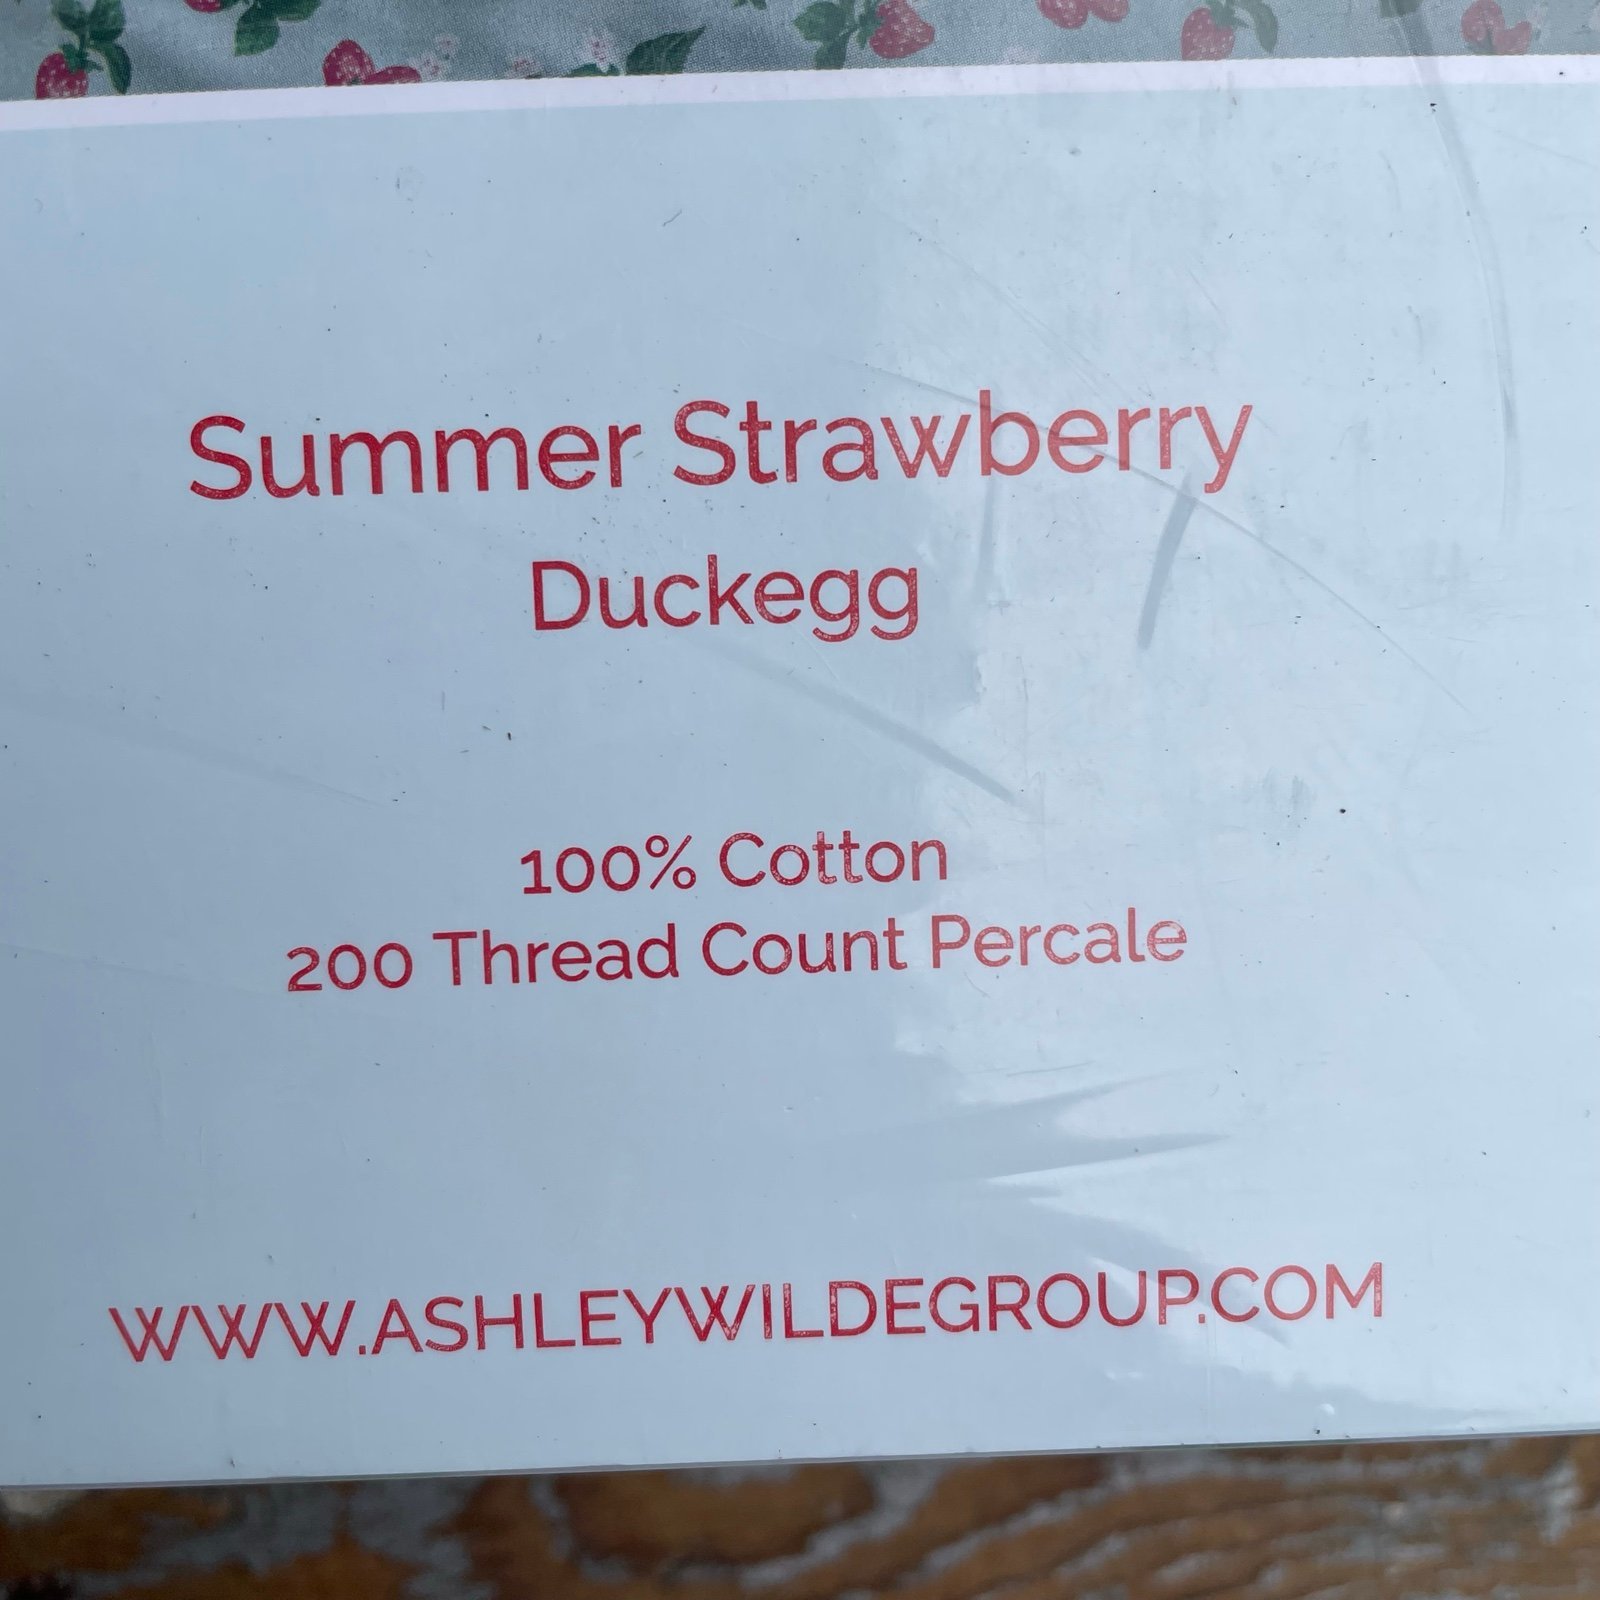 Summer Strawberry
Duckegg
100% Cotton
200 Thread Count Percale
WWW.ASHLEYWILDEGROUP.COM